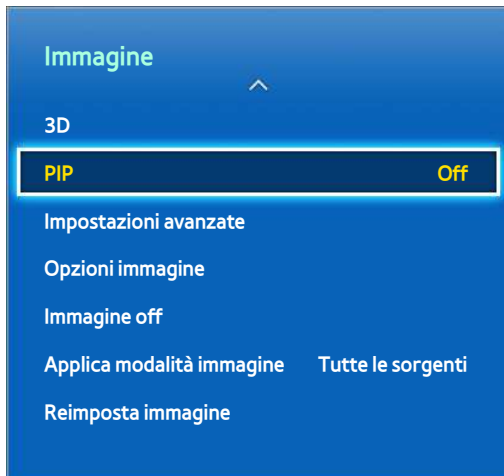 Immagine
3D
PIP Off
Impostazioni avanzate
Opzioni immagine
Immagine off
Applica modalità immagine Tutte le sorgenti
Reimposta immagine